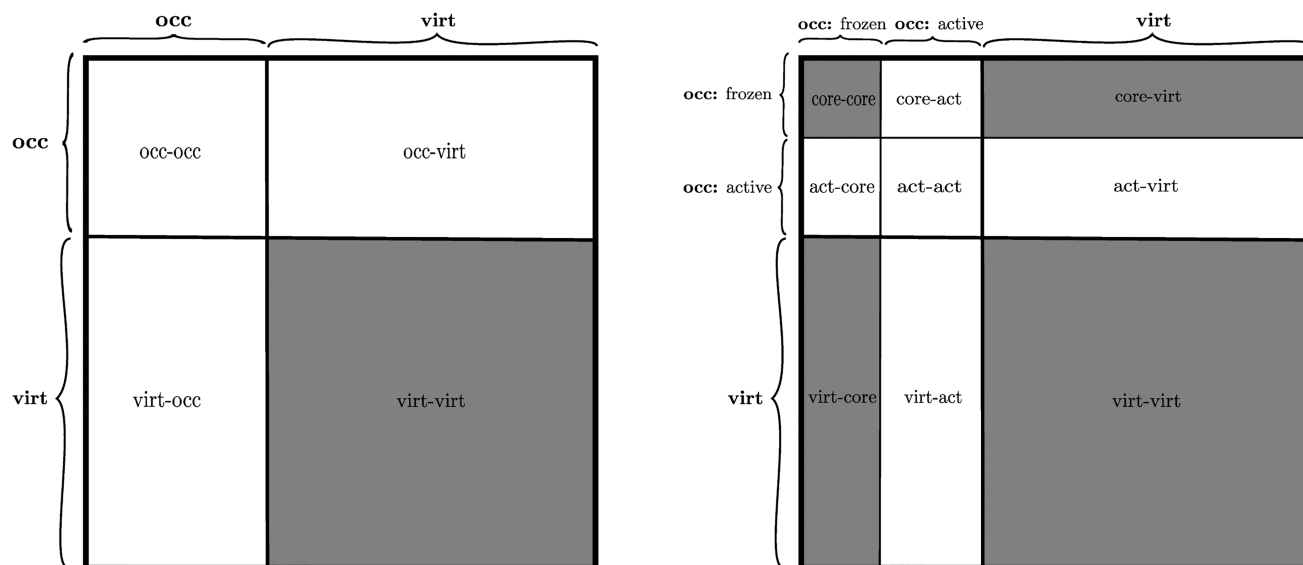 occ virt
occ
occ-occ occ-virt
virt
virt-occ virt-virt
occ: frozen occ: active virt
occ: frozen
core-core core-act core-virt
occ: active
act-core act-act act-virt
virt
virt-core virt-act virt-virt